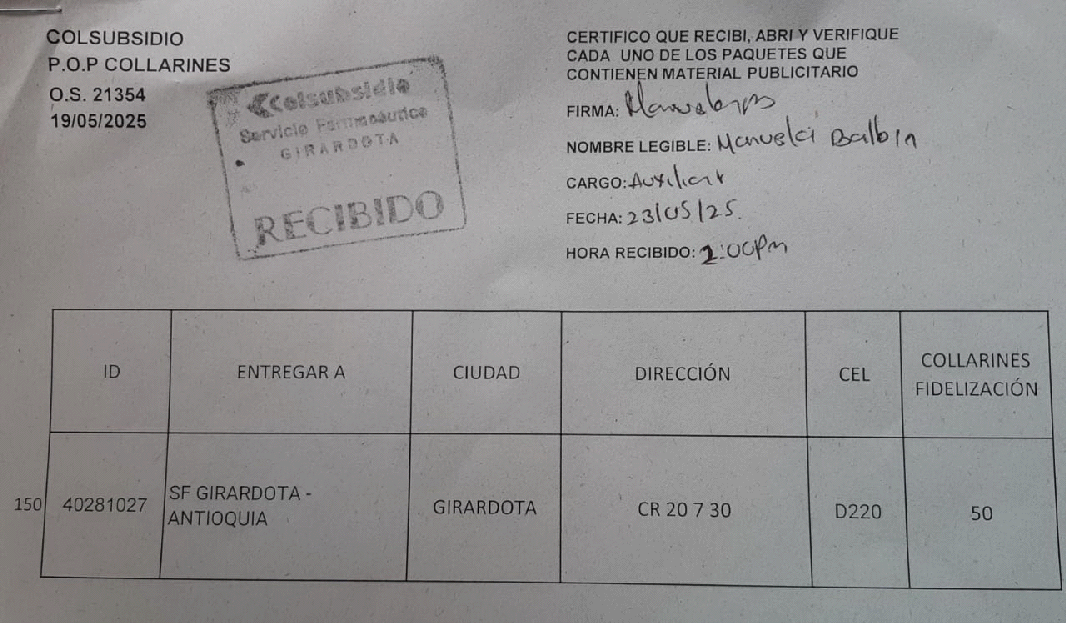 COLSUBSIDIO
P.O.P COLLARINES
O.S. 21354
19/05/2025
Colsubsidio
Servicio Farmacéutico
GIRARDOTA
RECIBIDO
CERTIFICO QUE RECIBI, ABRI Y VERIFIQUE
CADA UNO DE LOS PAQUETES QUE
CONTIENEN MATERIAL PUBLICITARIO
FIRMA:
NOMBRE LEGIBLE: Manuela Balbin
CARGO: Auxiliar
FECHA: 23/05/25.
HORA RECIBIDO: 2:00Pm
ID ENTREGAR A CIUDAD DIRECCIÓN CEL COLLARINES FIDELIZACIÓN
150 40281027 SF GIRARDOTA - ANTIOQUIA GIRARDOTA CR 20 7 30 D220 50